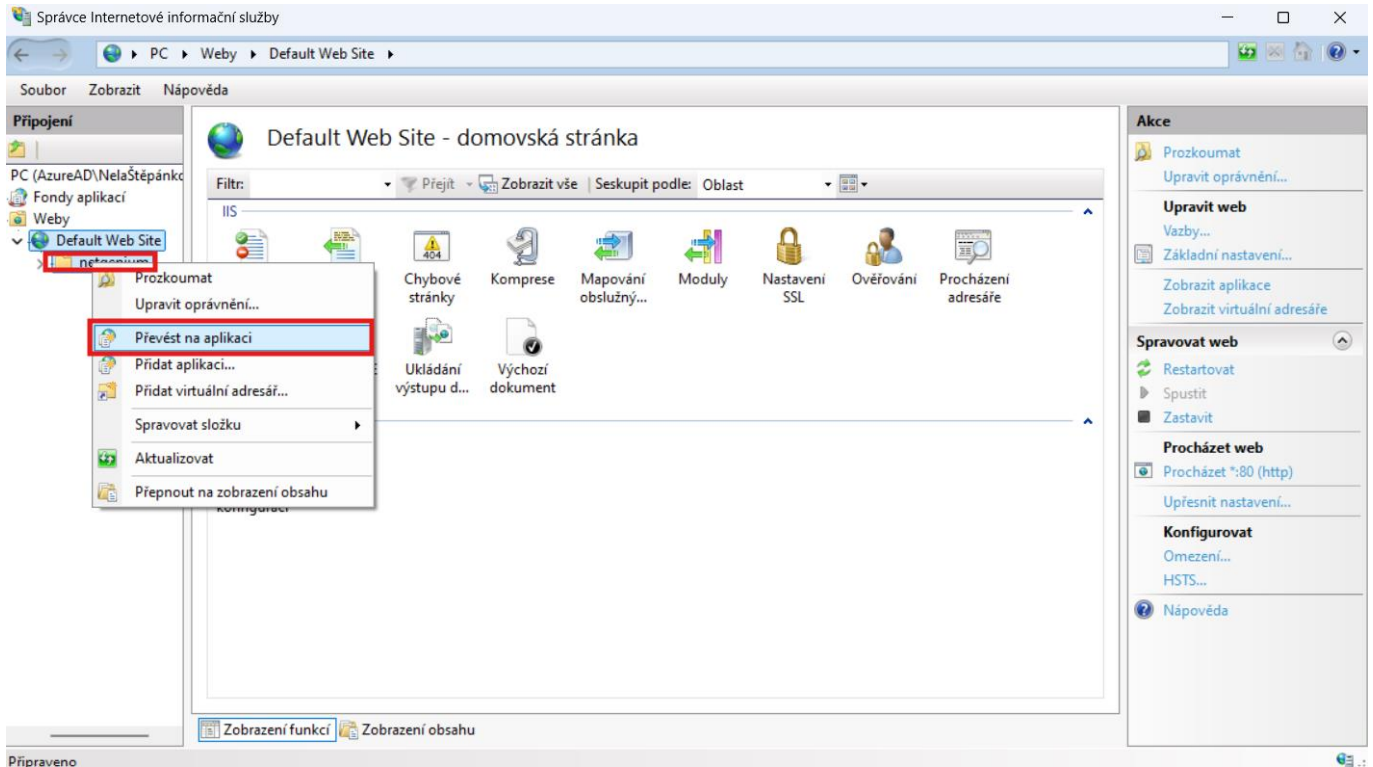 Správce Internetové informační služby
PC Weby Default Web Site
Soubor Zobrazit Nápověda
Připojení
PC (AzureAD\NelaŠtěpánko
Fondy aplikací
Weby
Default Web Site
netgenium
Prozkoumat
Upravit oprávnění...
Převést na aplikaci
Přidat aplikaci...
Přidat virtuální adresář...
Spravovat složku
Aktualizovat
Přepnout na zobrazení obsahu
Default Web Site - domovská stránka
Filtr: Přejít Zobrazit vše Seskupit podle: Oblast
IIS
404
Chybové stránky
Komprese
Mapování obslužný...
Moduly
Nastavení SSL
Ověřování
Procházení adresáře
Ukládání výstupu d...
Výchozí dokument
konfigurací
Zobrazení funkcí Zobrazení obsahu
Akce
Prozkoumat
Upravit oprávnění...
Upravit web
Vazby...
Základní nastavení...
Zobrazit aplikace
Zobrazit virtuální adresáře
Spravovat web
Restartovat
Spustit
Zastavit
Procházet web
Procházet *:80 (http)
Upřesnit nastavení...
Konfigurovat
Omezení...
HSTS...
Nápověda
Připraveno